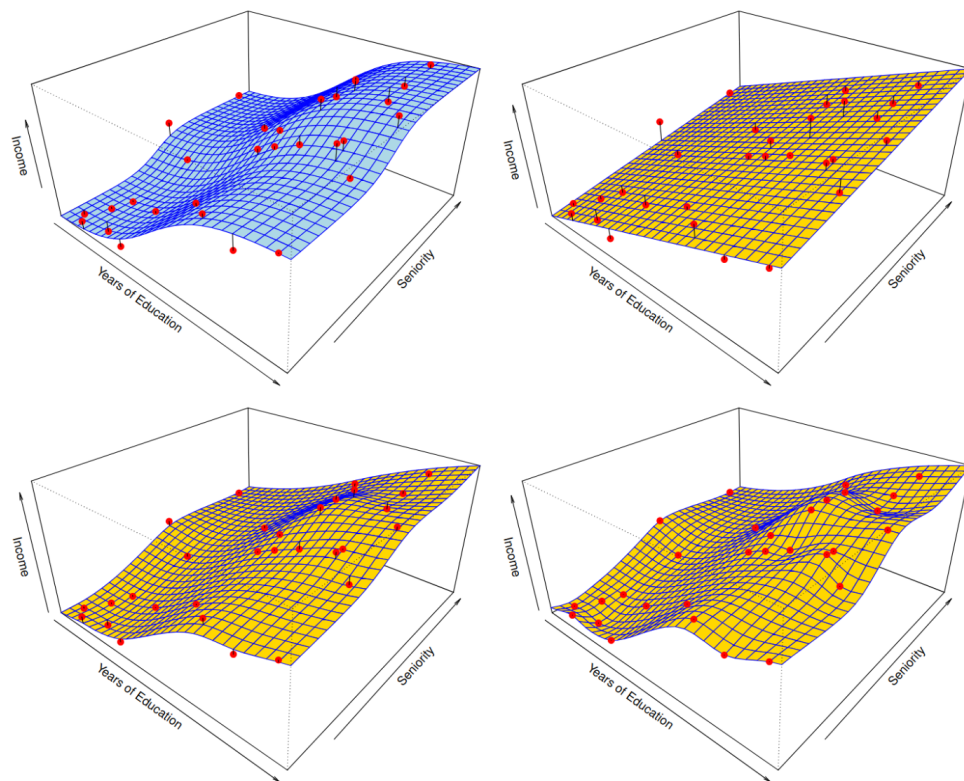 Income
Years of Education
Seniority
Income
Years of Education
Seniority
Income
Years of Education
Seniority
Income
Years of Education
Seniority